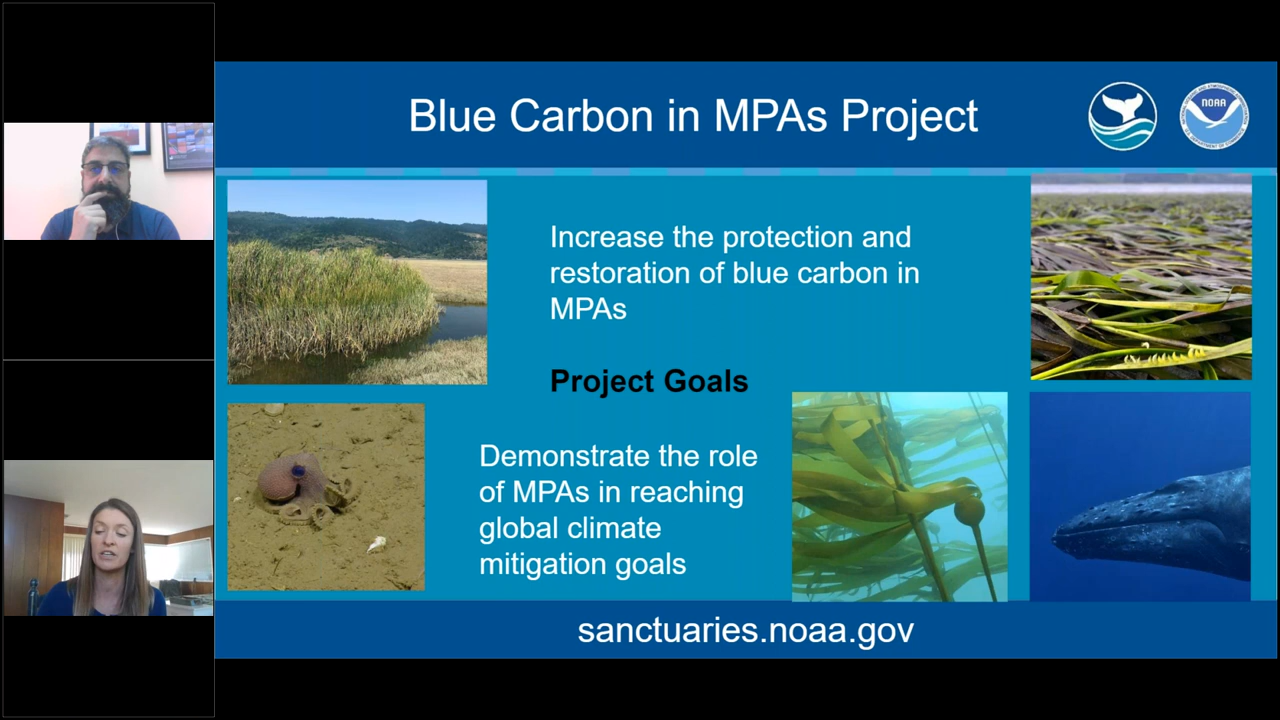 Blue Carbon in MPAs Project
NOAA
Increase the protection and
restoration of blue carbon in
MPAs
Project Goals
Demonstrate the role
of MPAs in reaching
global climate
mitigation goals
sanctuaries.noaa.gov